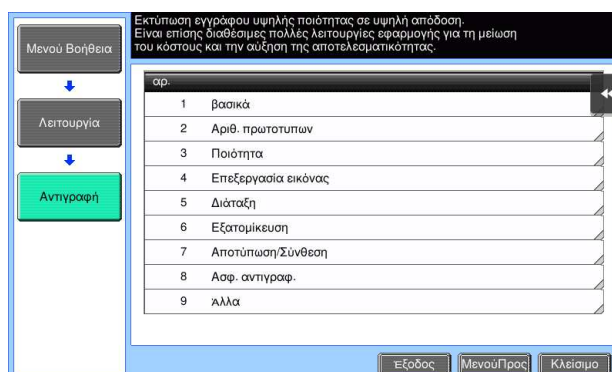 Εκτύπωση εγγράφου υψηλής ποιότητας σε υψηλή απόδοση.
Είναι επίσης διαθέσιμες πολλές λειτουργίες εφαρμογής για τη μείωση
του κόστους και την αύξηση της αποτελεσματικότητας.
Μενού Βοήθεια
Λειτουργία
Αντιγραφή
αρ.
1 βασικά
2 Αριθ. πρωτοτυπων
3 Ποιότητα
4 Επεξεργασία εικόνας
5 Διάταξη
6 Εξατομίκευση
7 Αποτύπωση/Σύνθεση
8 Ασφ. αντιγραφ.
9 Άλλα
Έξοδος ΜενούΠρος Κλείσιμο